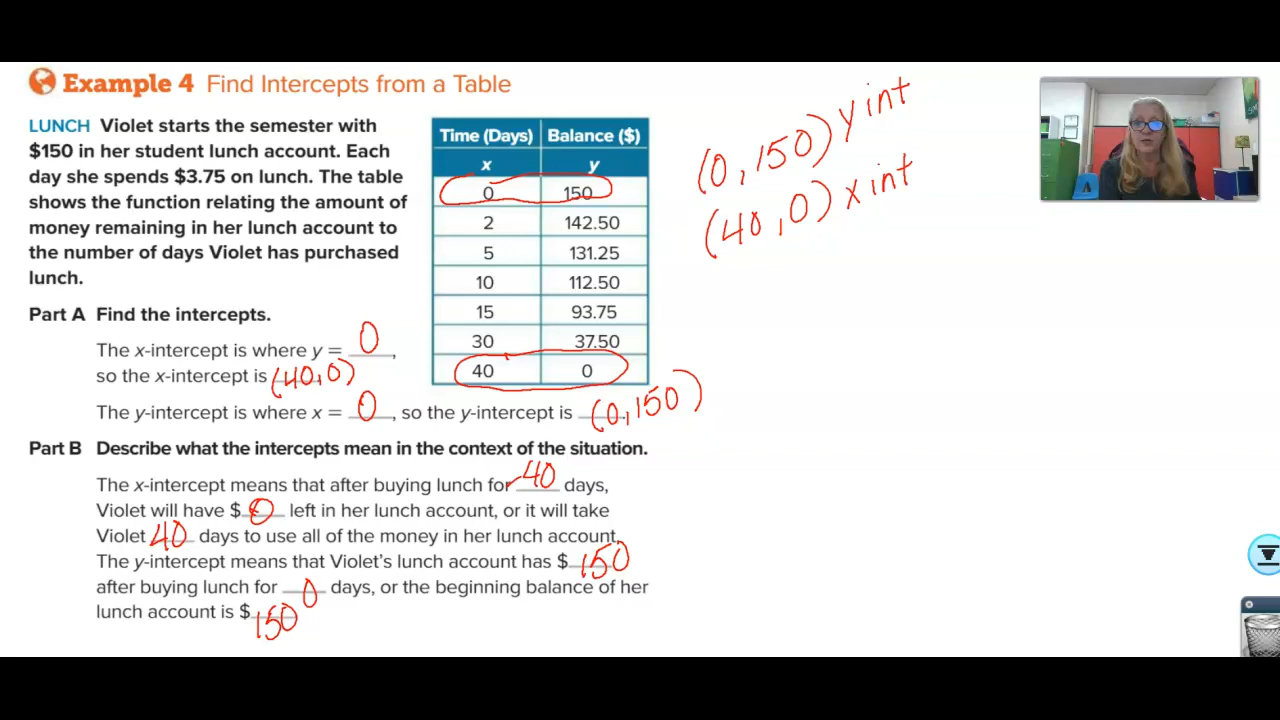 Example 4 Find Intercepts from a Table
LUNCH Violet starts the semester with
$150 in her student lunch account. Each
day she spends $3.75 on lunch. The table
shows the function relating the amount of
money remaining in her lunch account to
the number of days Violet has purchased
lunch.
Time (Days) Balance ($)
x y
0 150
2 142.50
5 131.25
10 112.50
15 93.75
30 37.50
40 0
(0, 150) y int
(40, 0) x int
Part A Find the intercepts.
The x-intercept is where y = 0,
so the x-intercept is (40, 0)
The y-intercept is where x = 0, so the y-intercept is (0, 150).
Part B Describe what the intercepts mean in the context of the situation.
The x-intercept means that after buying lunch for 40 days,
Violet will have $0 left in her lunch account, or it will take
Violet 40 days to use all of the money in her lunch account.
The y-intercept means that Violet's lunch account has $150
after buying lunch for 0 days, or the beginning balance of her
lunch account is $150